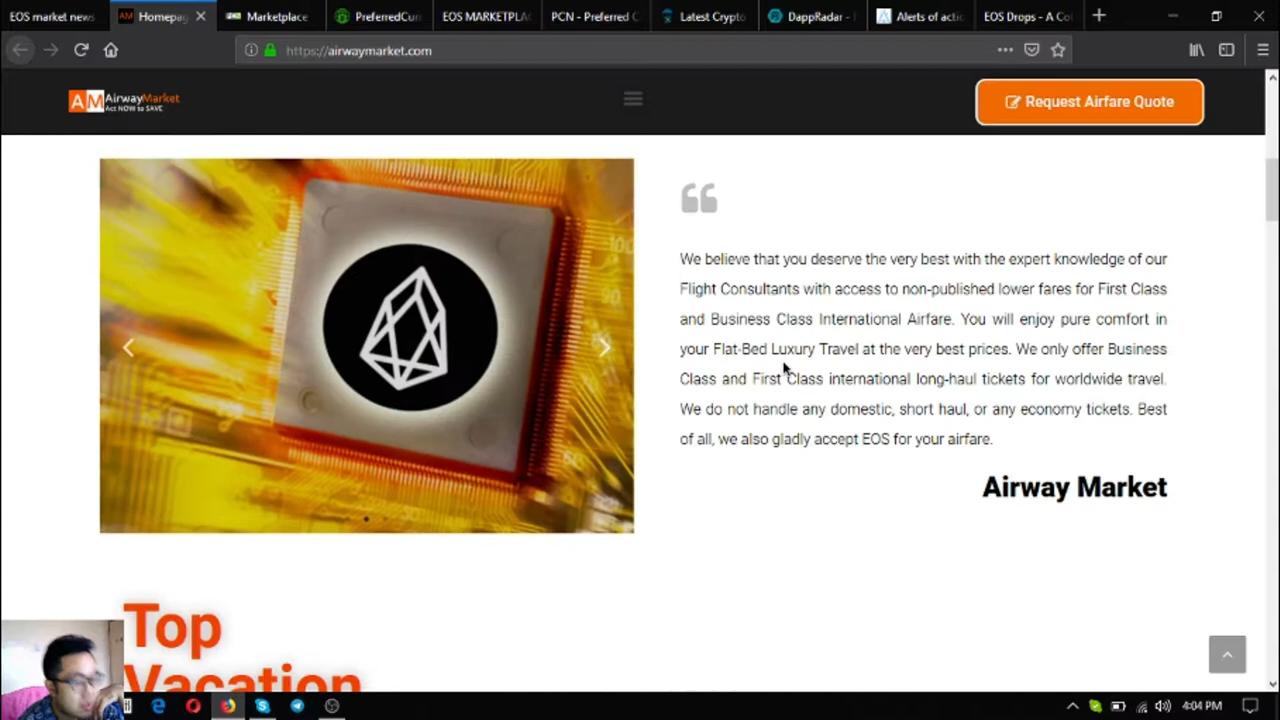 EOS market news
Homepag
Marketplace
PreferredCur
EOS MARKETPLA
PCN - Preferred C
Latest Crypto
DappRadar -
Alerts of acti
EOS Drops - A Co
https://airwaymarket.com
AM AirwayMarket
Act NOW to SAVE
Request Airfare Quote
We believe that you deserve the very best with the expert knowledge of our
Flight Consultants with access to non-published lower fares for First Class
and Business Class International Airfare. You will enjoy pure comfort in
your Flat-Bed Luxury Travel at the very best prices. We only offer Business
Class and First Class international long-haul tickets for worldwide travel.
We do not handle any domestic, short haul, or any economy tickets. Best
of all, we also gladly accept EOS for your airfare.
Airway Market
Top
Vacation
4:04 PM